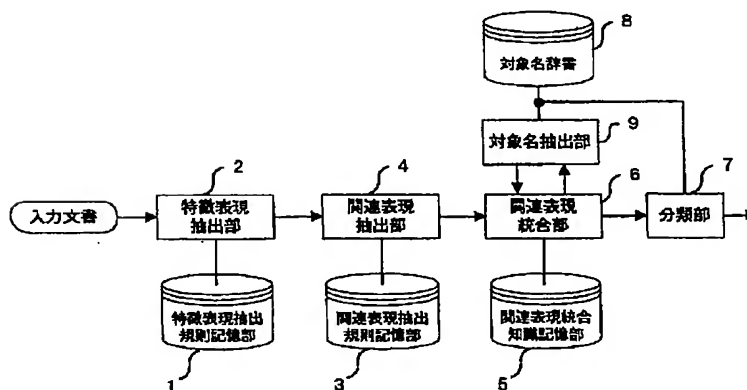 8
対象名辞書
9
対象名抽出部
2
4
6
7
入力文書
特徴表現
抽出部
関連表現
抽出部
関連表現
統合部
分類部
特徴表現抽出
規則記憶部
関連表現抽出
規則記憶部
関連表現統合
知識記憶部
1
3
5